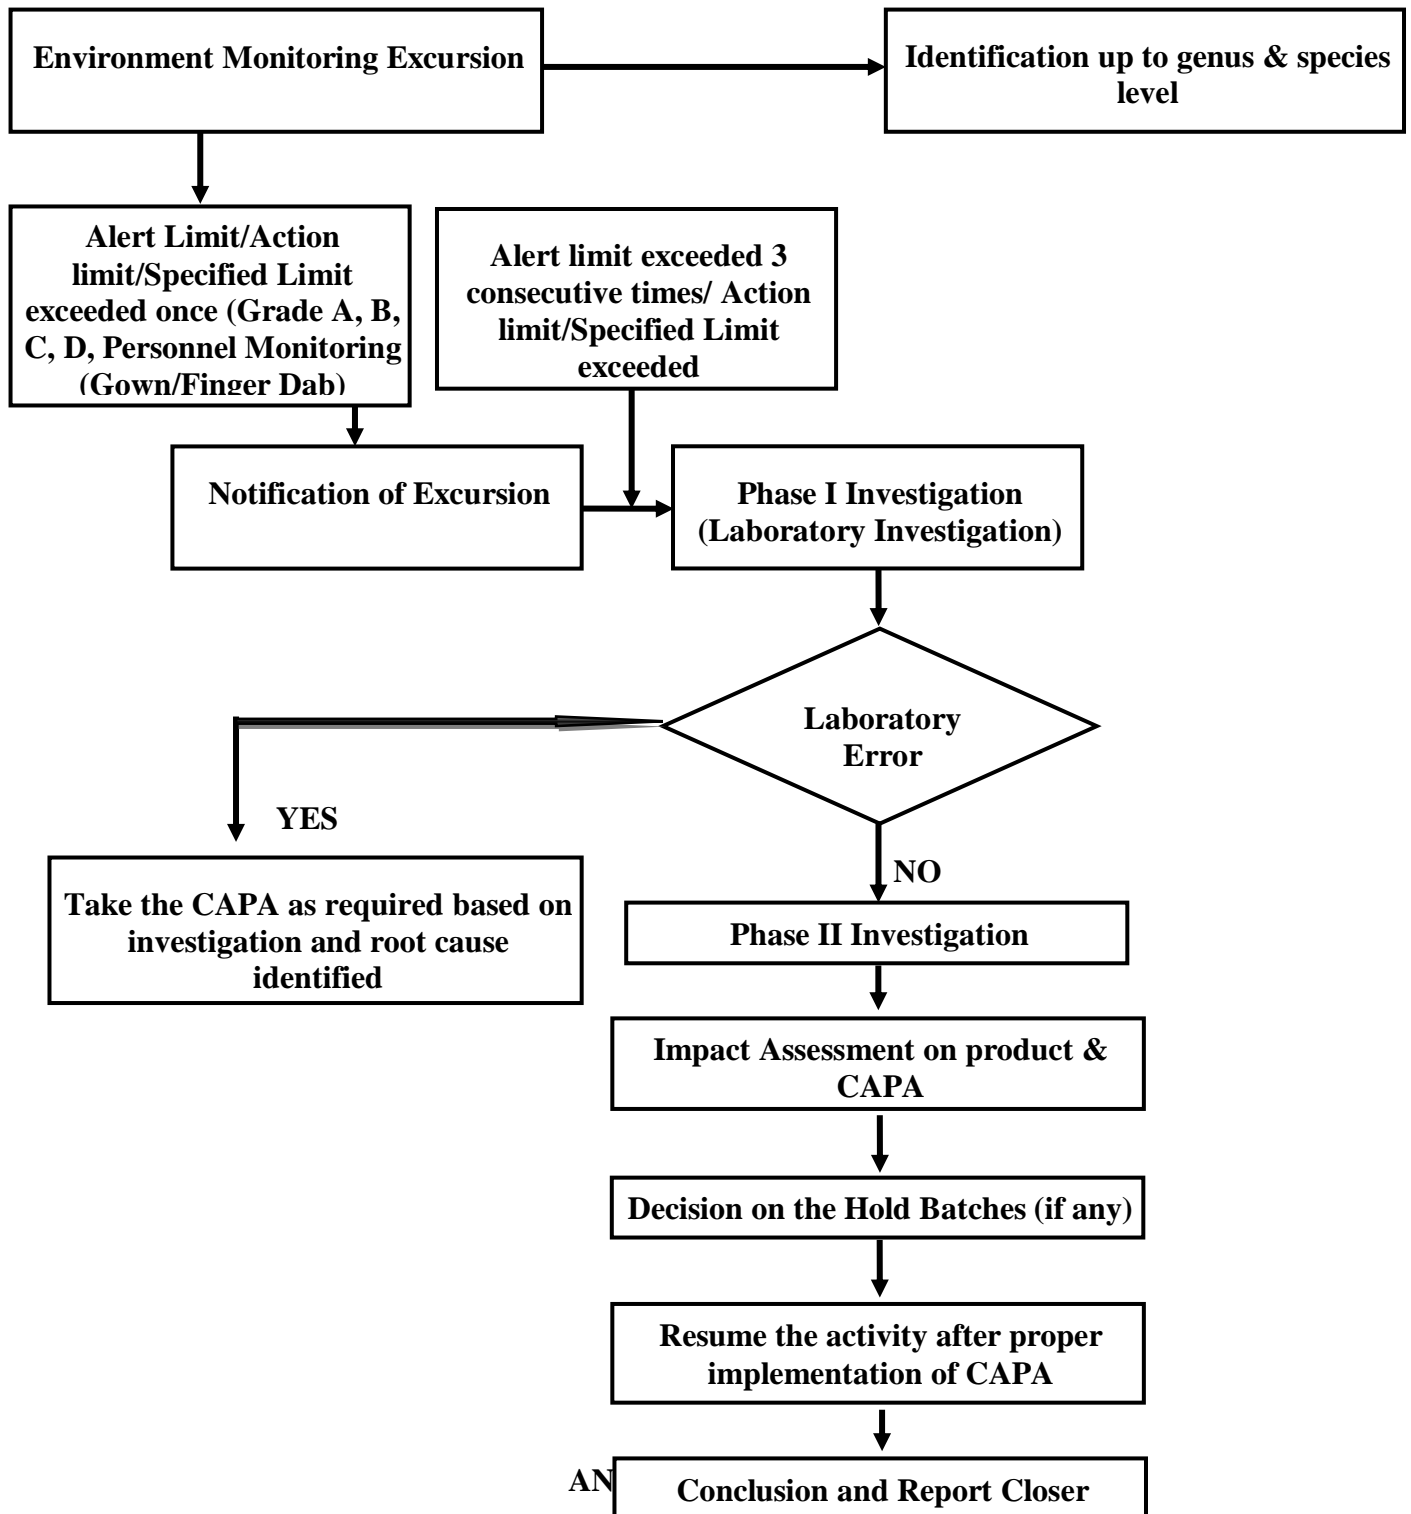 Environment Monitoring Excursion
Identification up to genus & species
level
Alert Limit/Action
limit/Specified Limit
exceeded once (Grade A, B,
C, D, Personnel Monitoring
(Gown/Finger Dab)
Alert limit exceeded 3
consecutive times/ Action
limit/Specified Limit
exceeded
Notification of Excursion
Phase I Investigation
(Laboratory Investigation)
Laboratory
Error
YES
NO
Take the CAPA as required based on
investigation and root cause
identified
Phase II Investigation
Impact Assessment on product &
CAPA
Decision on the Hold Batches (if any)
Resume the activity after proper
implementation of CAPA
AN
Conclusion and Report Closer